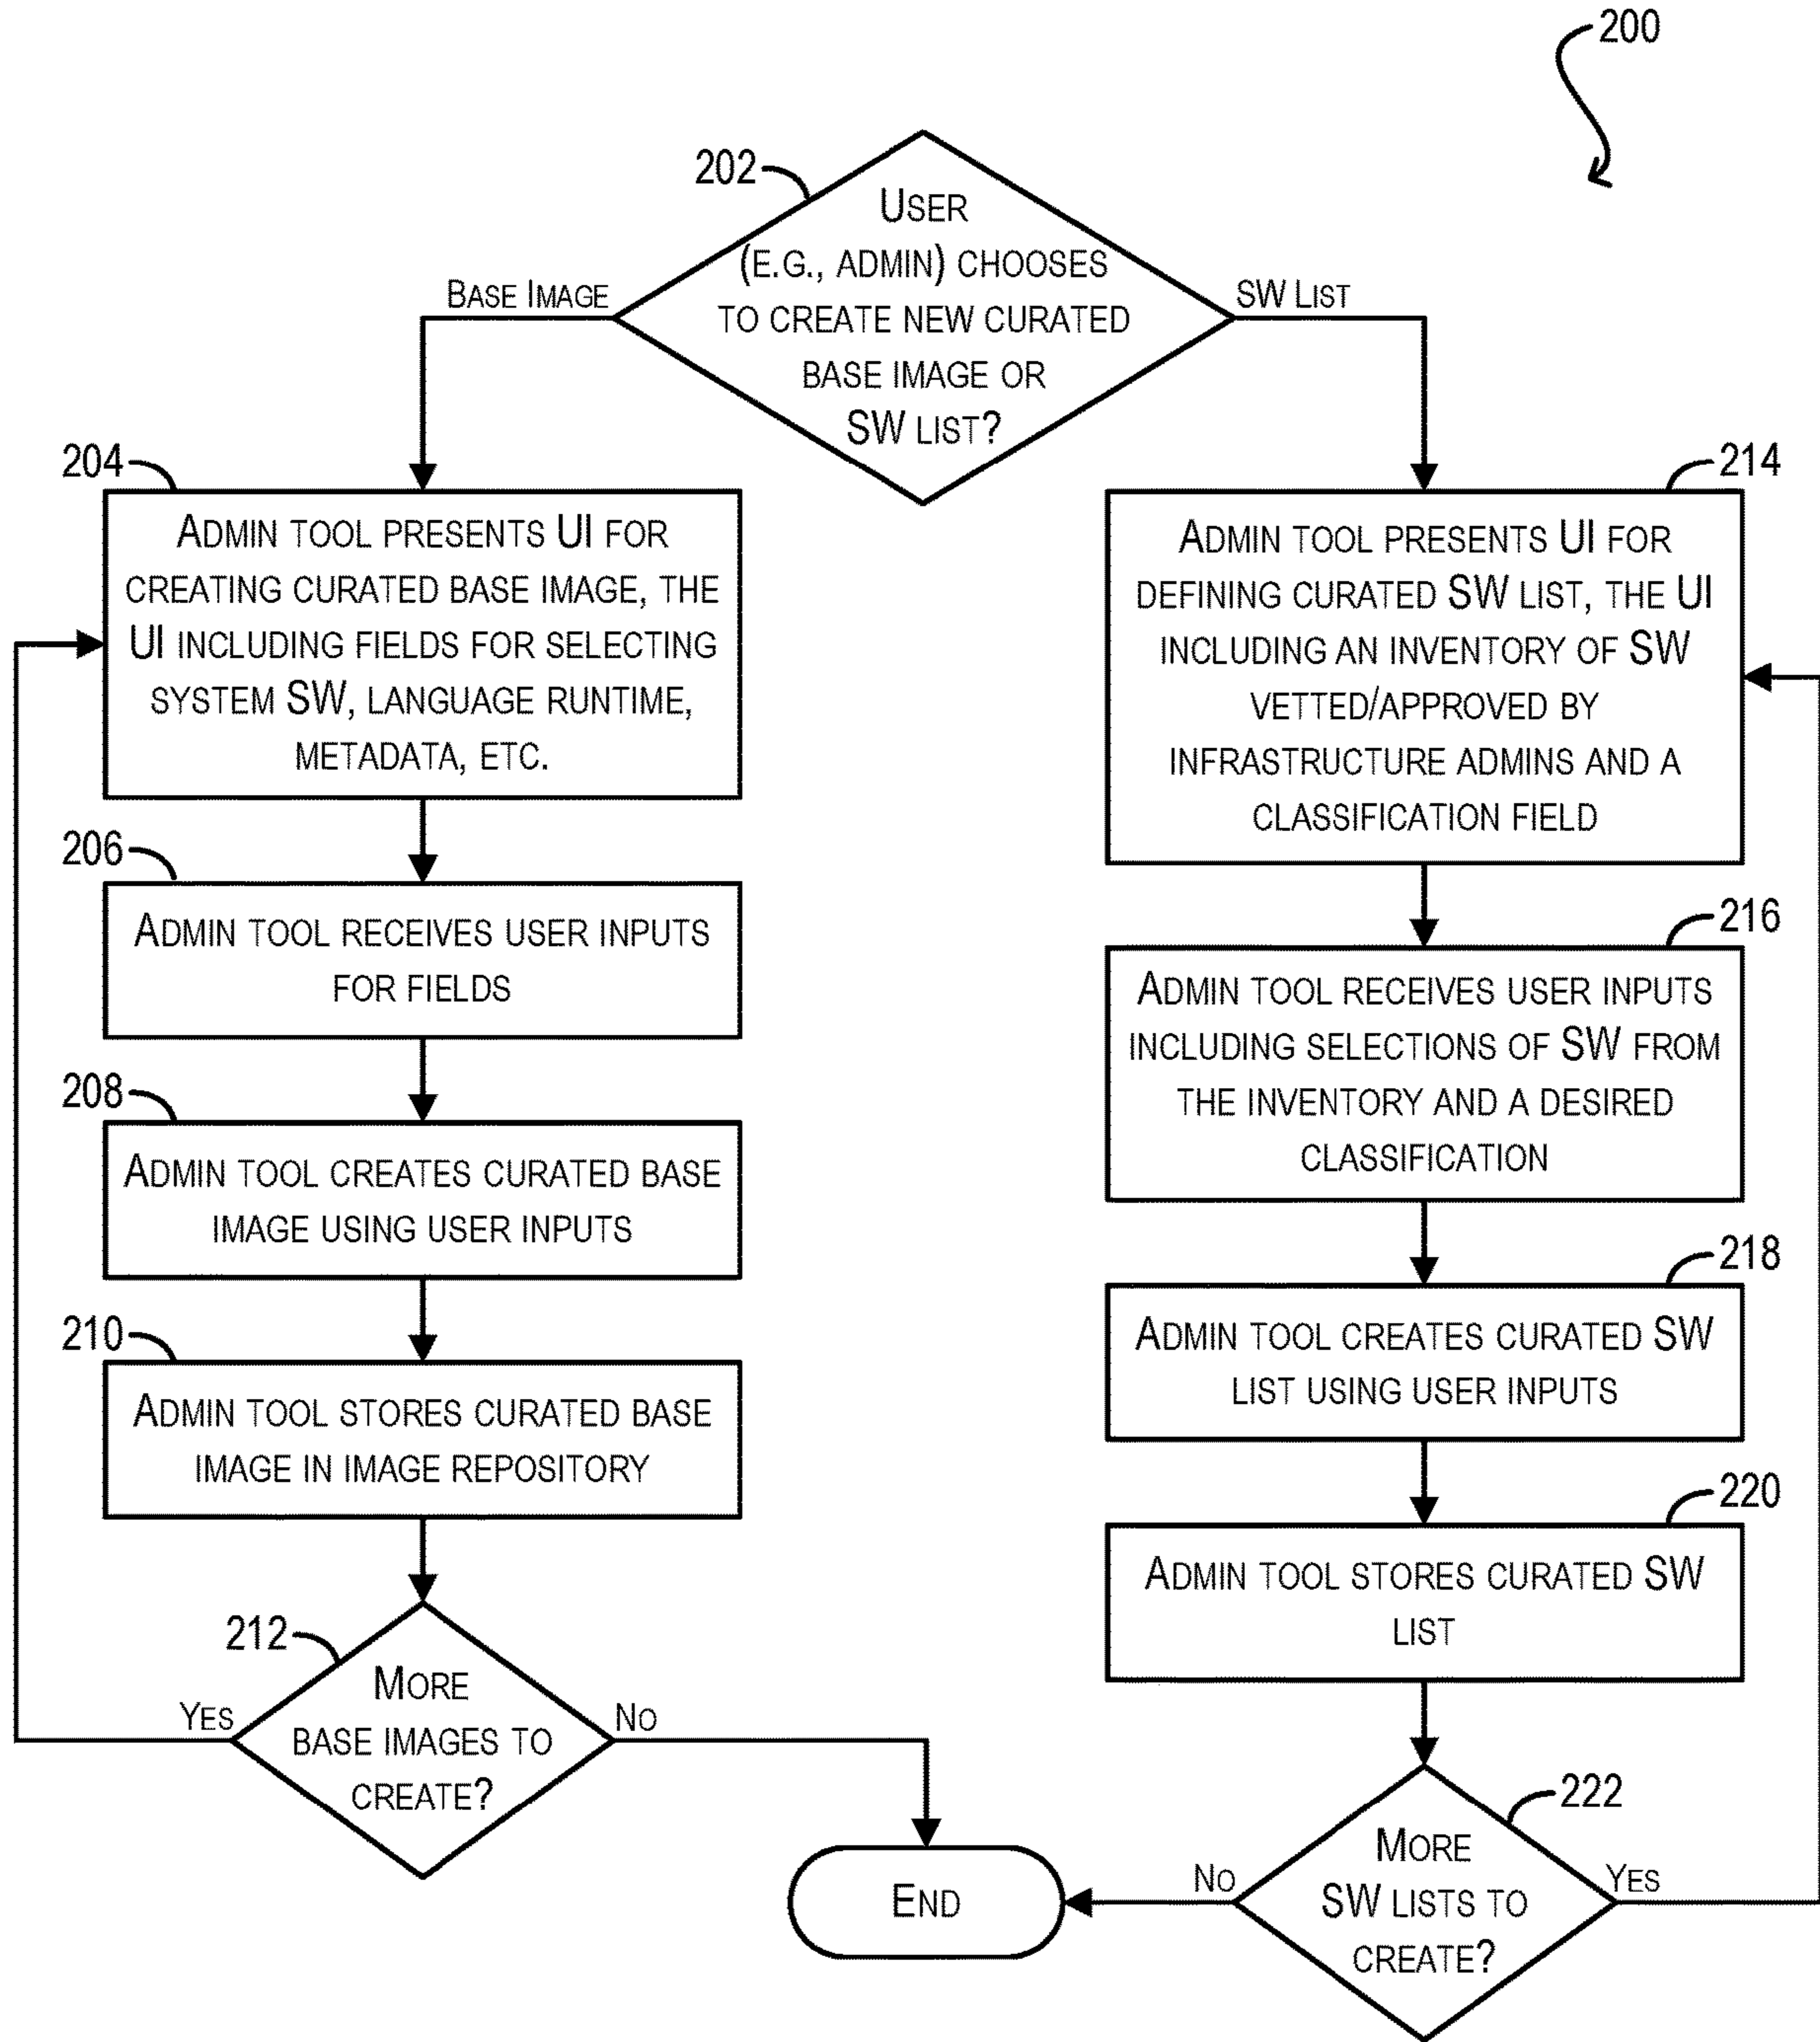 200
202
USER
(E.G., ADMIN) CHOOSES
TO CREATE NEW CURATED
BASE IMAGE OR
SW LIST?
BASE IMAGE
SW LIST
204
ADMIN TOOL PRESENTS UI FOR
CREATING CURATED BASE IMAGE, THE
UI INCLUDING FIELDS FOR SELECTING
SYSTEM SW, LANGUAGE RUNTIME,
METADATA, ETC.
206
ADMIN TOOL RECEIVES USER INPUTS
FOR FIELDS
208
ADMIN TOOL CREATES CURATED BASE
IMAGE USING USER INPUTS
210
ADMIN TOOL STORES CURATED BASE
IMAGE IN IMAGE REPOSITORY
212
MORE
BASE IMAGES TO
CREATE?
YES
NO
214
ADMIN TOOL PRESENTS UI FOR
DEFINING CURATED SW LIST, THE UI
INCLUDING AN INVENTORY OF SW
VETTED/APPROVED BY
INFRASTRUCTURE ADMINS AND A
CLASSIFICATION FIELD
216
ADMIN TOOL RECEIVES USER INPUTS
INCLUDING SELECTIONS OF SW FROM
THE INVENTORY AND A DESIRED
CLASSIFICATION
218
ADMIN TOOL CREATES CURATED SW
LIST USING USER INPUTS
220
ADMIN TOOL STORES CURATED SW
LIST
222
MORE
SW LISTS TO
CREATE?
NO
YES
END